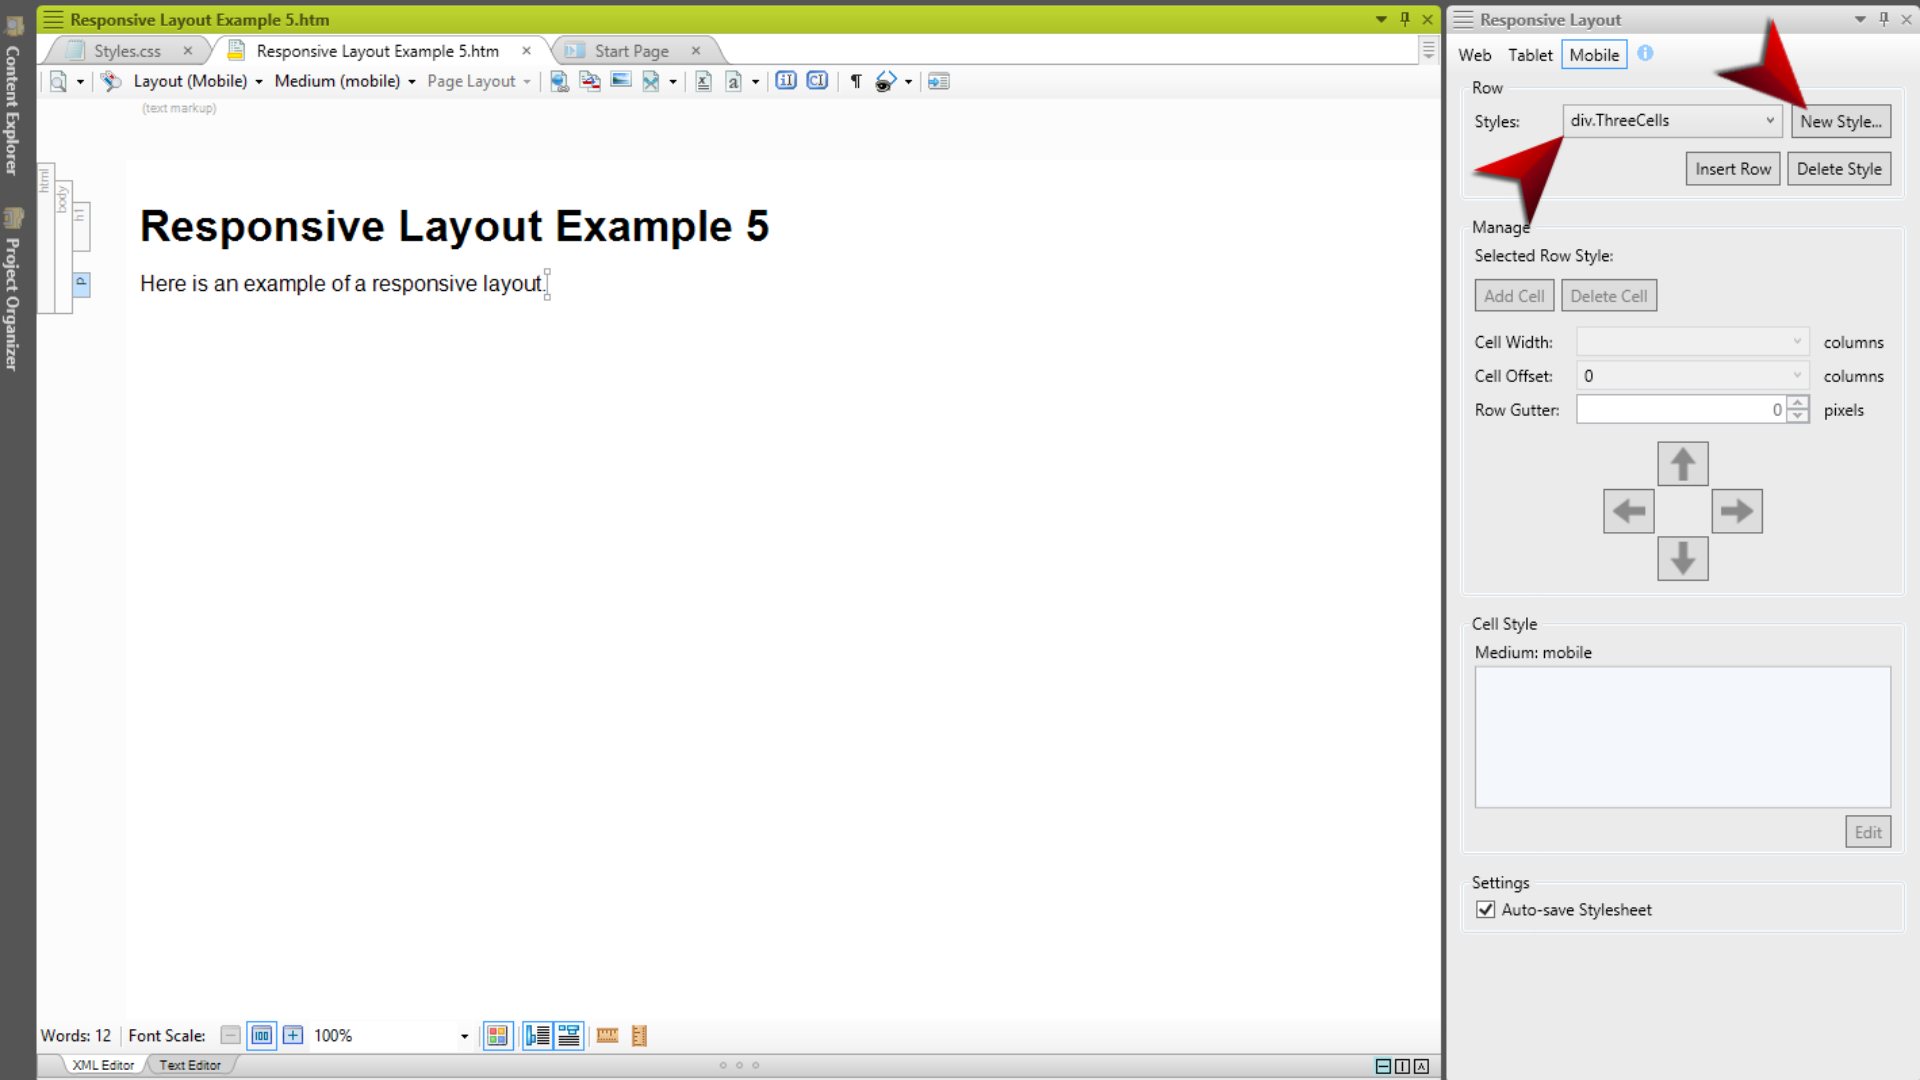 Responsive Layout Example 5.htm
Styles.css
Responsive Layout Example 5.htm
Start Page
Layout (Mobile)
Medium (mobile)
Page Layout
(text markup)
Content Explorer
Project Organizer
html
body
h1
p
Responsive Layout Example 5
Here is an example of a responsive layout.
Words: 12
Font Scale:
100
100%
XML Editor
Text Editor
Responsive Layout
Web Tablet Mobile
Row
Styles: div.ThreeCells New Style...
Insert Row Delete Style
Manage
Selected Row Style:
Add Cell Delete Cell
Cell Width: columns
Cell Offset: 0 columns
Row Gutter: 0 pixels
Cell Style
Medium: mobile
Edit
Settings
Auto-save Stylesheet